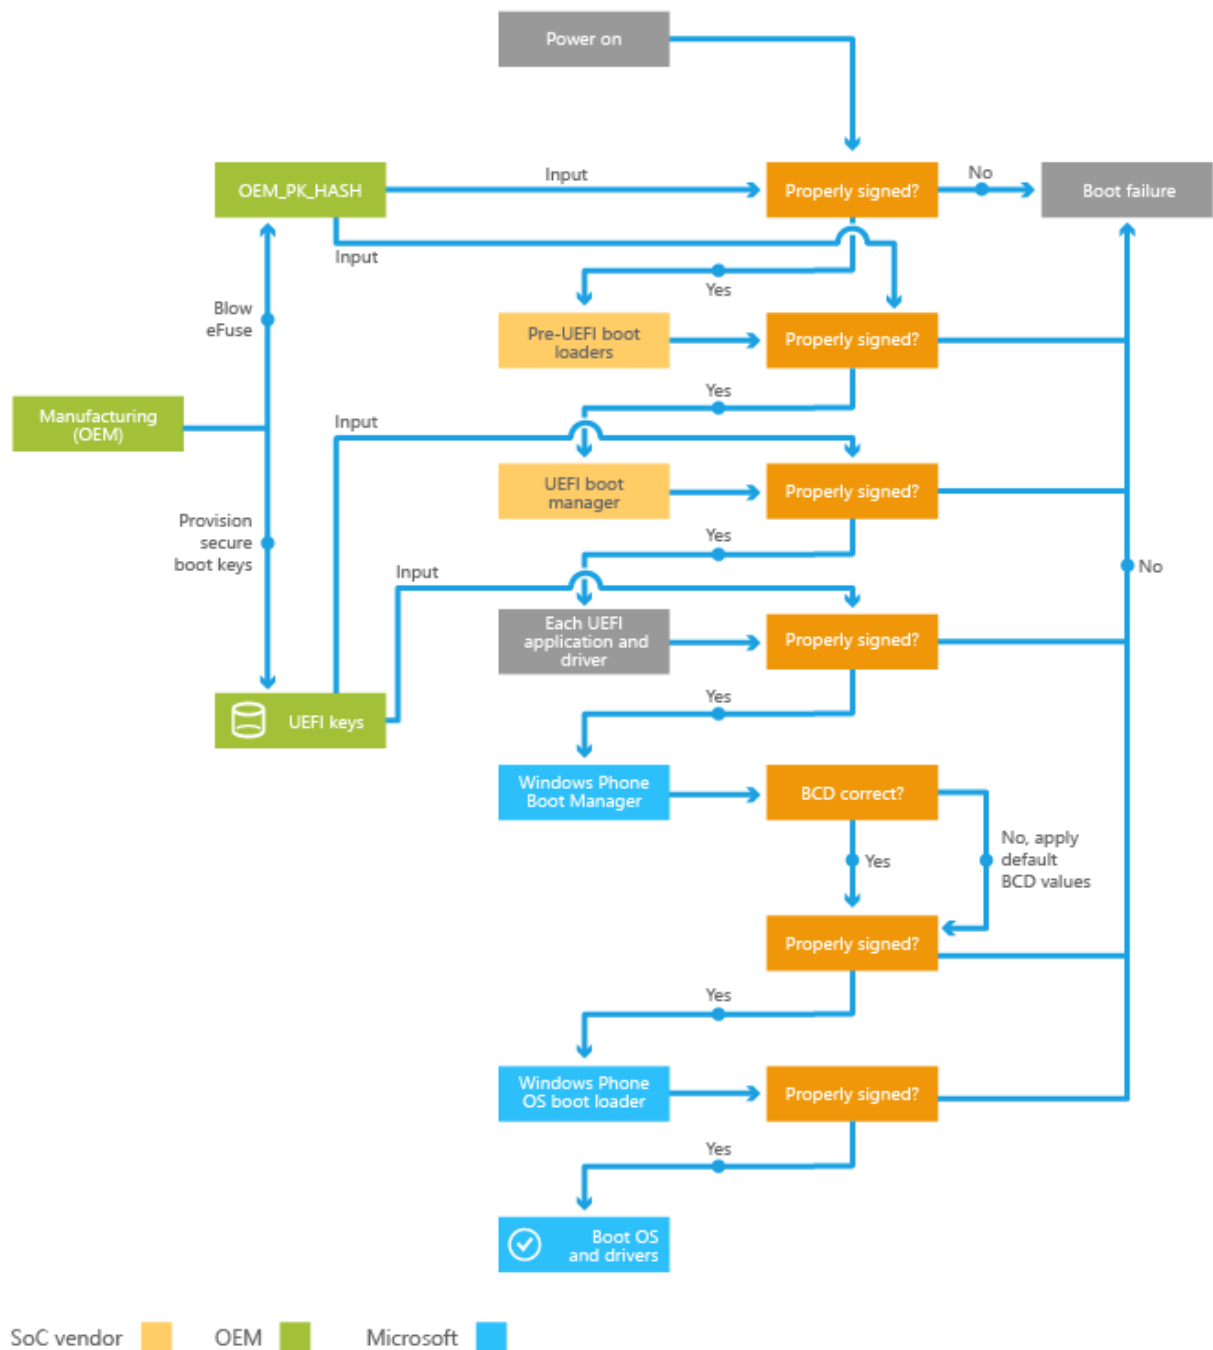 Power on
OEM_PK_HASH
Input
Properly signed?
No
Boot failure
Input
Yes
Blow
eFuse
Pre-UEFI boot
loaders
Properly signed?
Yes
Manufacturing
(OEM)
Input
UEFI boot
manager
Properly signed?
Provision
secure
boot keys
Yes
Input
No
Each UEFI
application and
driver
Properly signed?
Yes
UEFI keys
Windows Phone
Boot Manager
BCD correct?
Yes
No, apply
default
BCD values
Properly signed?
Yes
Windows Phone
OS boot loader
Properly signed?
Yes
Boot OS
and drivers
SoC vendor
OEM
Microsoft